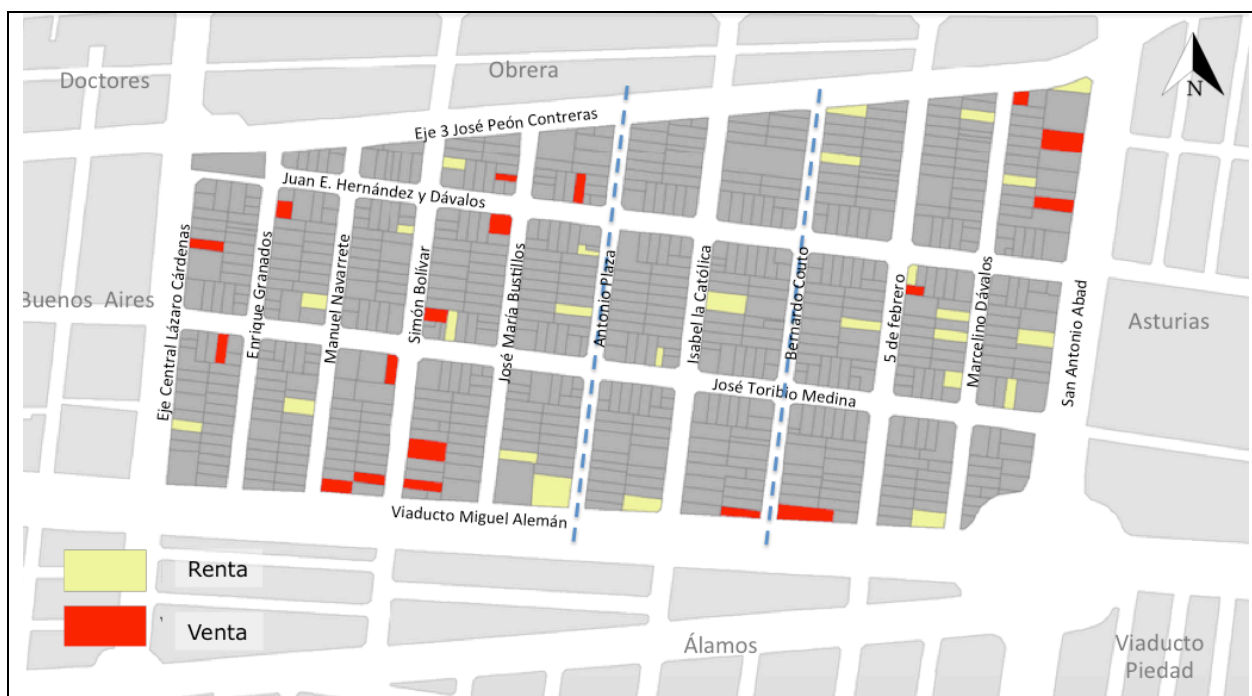 Doctores
Obrera
N
Eje 3 José Peón Contreras
Juan E. Hernández y Dávalos
Buenos Aires
Eje Central Lázaro Cárdenas
Enrique Granados
Manuel Navarrete
Simón Bolívar
José María Bustillos
Antonio Plaza
Isabel la Católica
Bernardo Couto
5 de febrero
Marcelino Dávalos
San Antonio Abad
Asturias
José Toribio Medina
Viaducto Miguel Alemán
Renta
Venta
Álamos
Viaducto
Piedad